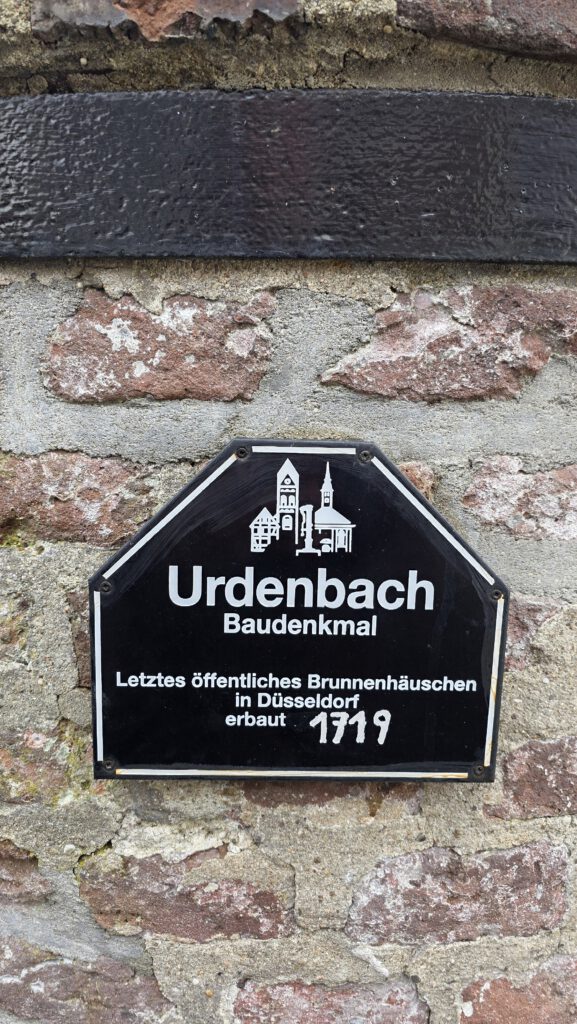 Urdenbach
Baudenkmal
Letztes öffentliches Brunnenhäuschen
in Düsseldorf
erbaut 1719